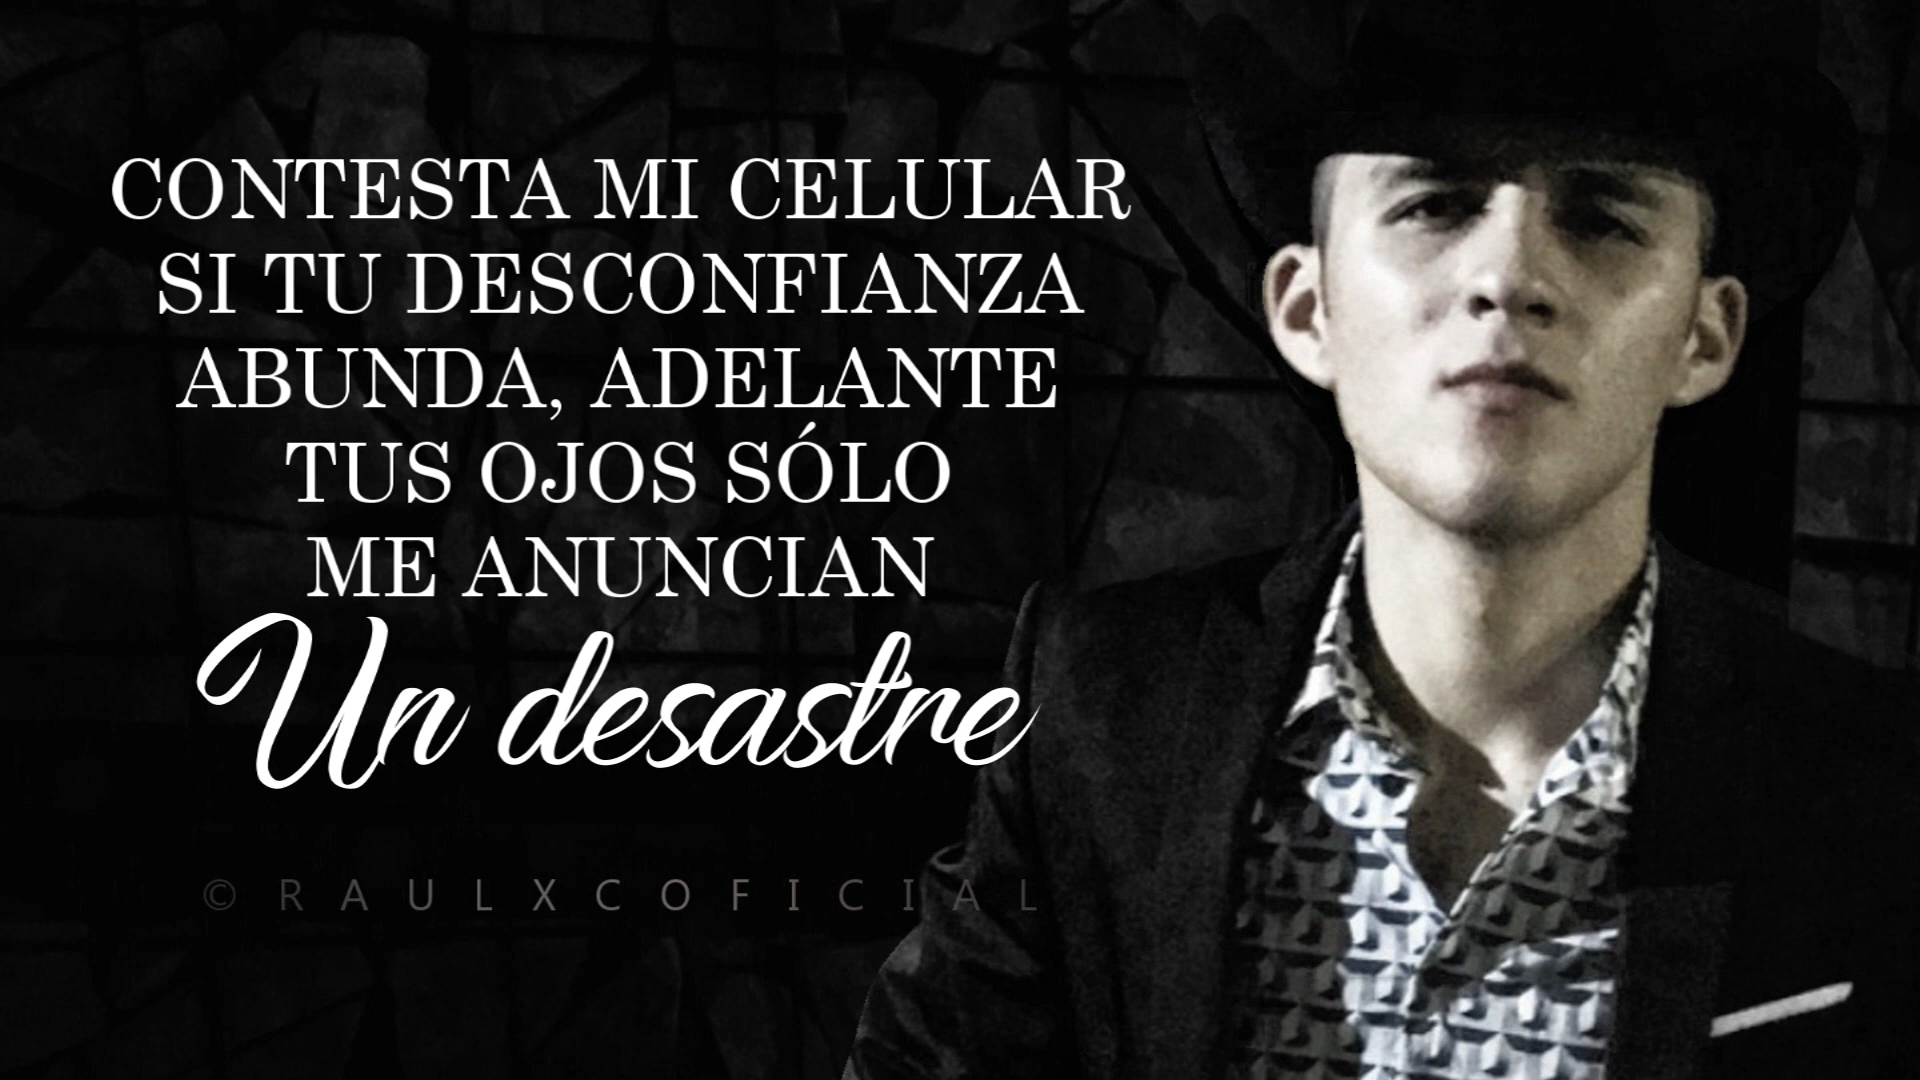 CONTESTA MI CELULAR
SI TU DESCONFIANZA
ABUNDA, ADELANTE
TUS OJOS SÓLO
ME ANUNCIAN
Un desastre
© RAULXCOFICIAL